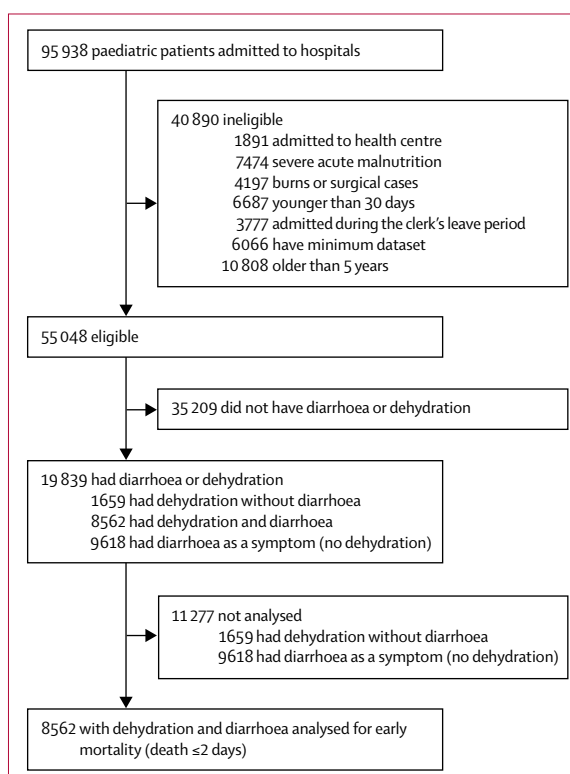 95 938 paediatric patients admitted to hospitals
40 890 ineligible
1891 admitted to health centre
7474 severe acute malnutrition
4197 burns or surgical cases
6687 younger than 30 days
3777 admitted during the clerk's leave period
6066 have minimum dataset
10 808 older than 5 years
55 048 eligible
35 209 did not have diarrhoea or dehydration
19 839 had diarrhoea or dehydration
1659 had dehydration without diarrhoea
8562 had dehydration and diarrhoea
9618 had diarrhoea as a symptom (no dehydration)
11 277 not analysed
1659 had dehydration without diarrhoea
9618 had diarrhoea as a symptom (no dehydration)
8562 with dehydration and diarrhoea analysed for early
mortality (death ≤2 days)